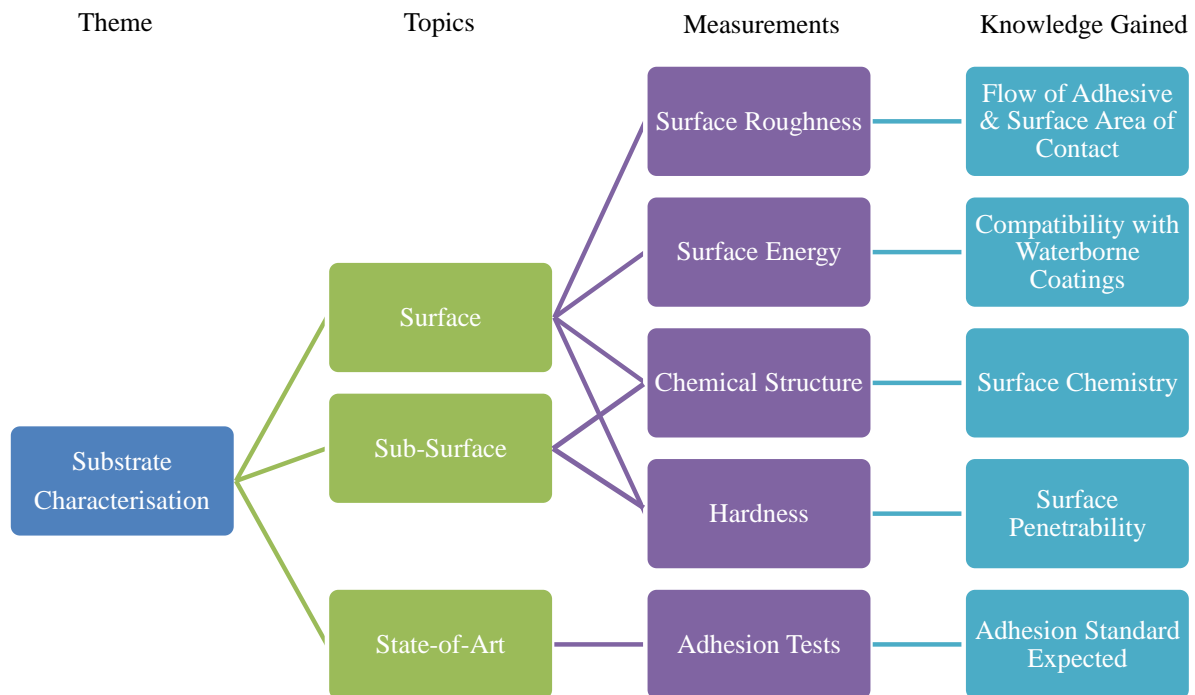 Theme
Topics
Measurements
Knowledge Gained
Substrate
Characterisation
Surface
Sub-Surface
State-of-Art
Surface Roughness
Surface Energy
Chemical Structure
Hardness
Adhesion Tests
Flow of Adhesive
& Surface Area of
Contact
Compatibility with
Waterborne
Coatings
Surface Chemistry
Surface
Penetrability
Adhesion Standard
Expected